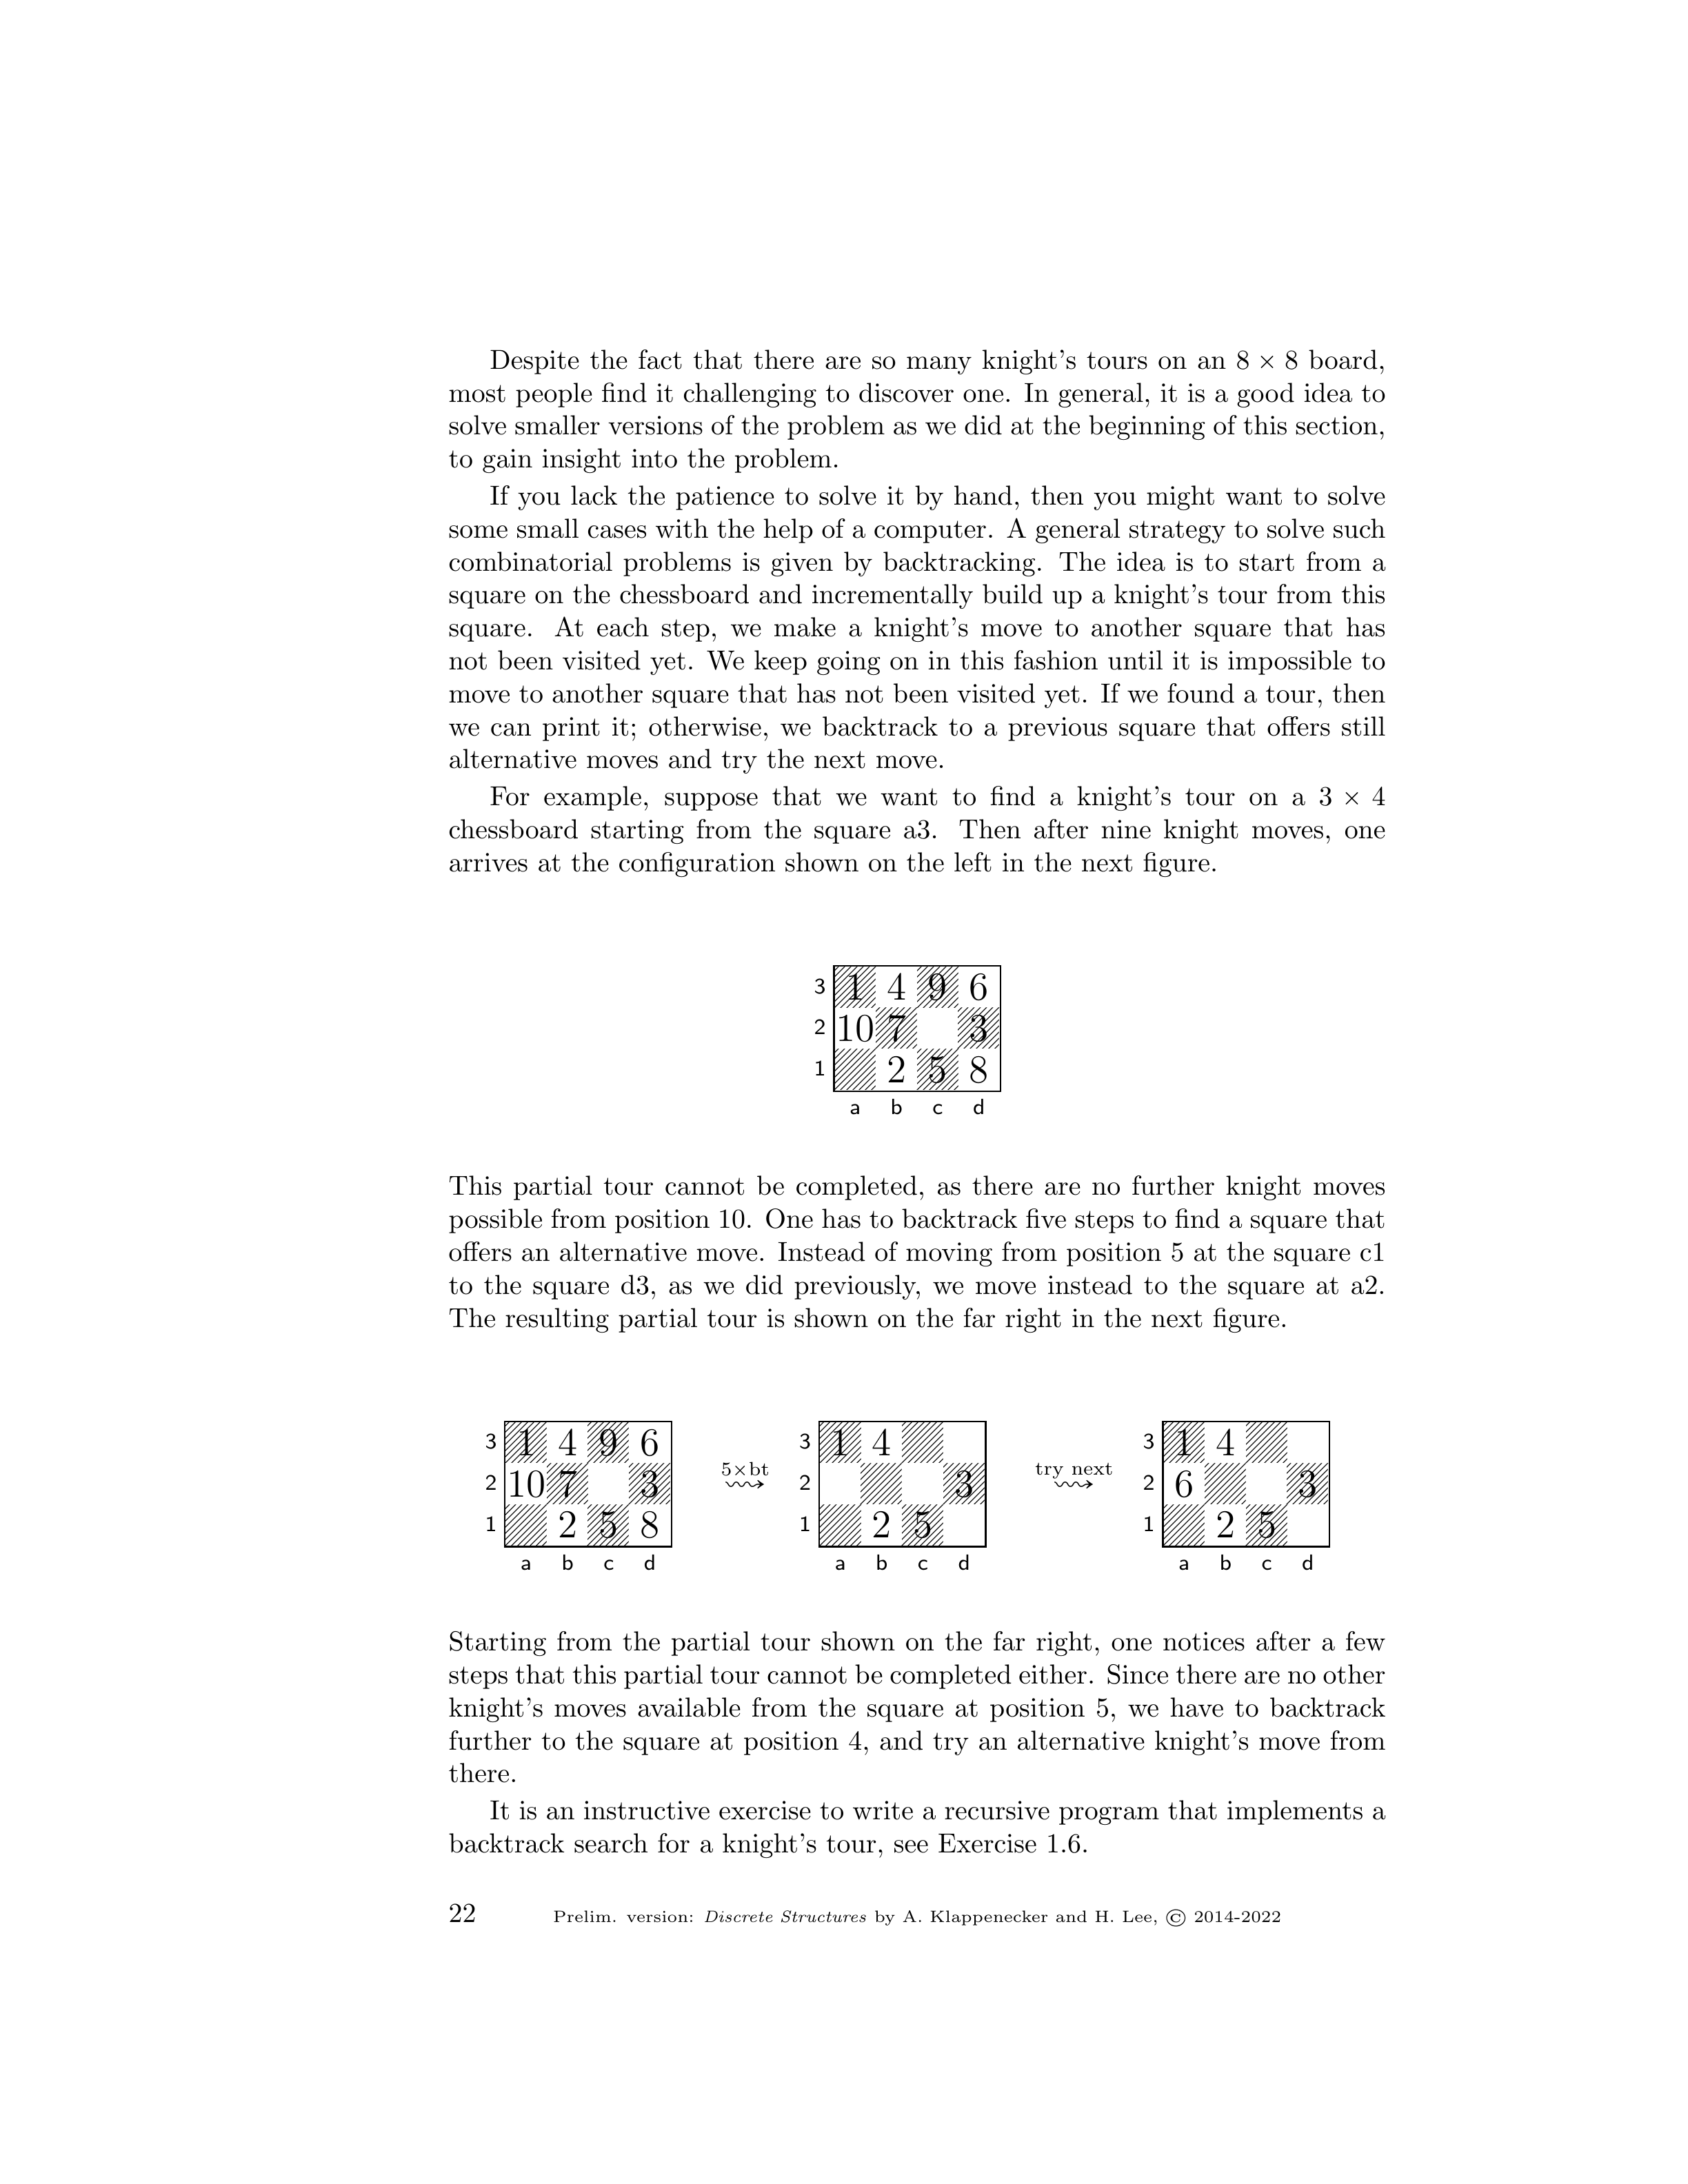 Despite the fact that there are so many knight's tours on an 8 × 8 board,
most people find it challenging to discover one. In general, it is a good idea to
solve smaller versions of the problem as we did at the beginning of this section,
to gain insight into the problem.
If you lack the patience to solve it by hand, then you might want to solve
some small cases with the help of a computer. A general strategy to solve such
combinatorial problems is given by backtracking. The idea is to start from a
square on the chessboard and incrementally build up a knight's tour from this
square. At each step, we make a knight's move to another square that has
not been visited yet. We keep going on in this fashion until it is impossible to
move to another square that has not been visited yet. If we found a tour, then
we can print it; otherwise, we backtrack to a previous square that offers still
alternative moves and try the next move.
For example, suppose that we want to find a knight's tour on a 3 × 4
chessboard starting from the square a3. Then after nine knight moves, one
arrives at the configuration shown on the left in the next figure.
3 1 4 9 6
2 10 7 3
1 2 5 8
a b c d
This partial tour cannot be completed, as there are no further knight moves
possible from position 10. One has to backtrack five steps to find a square that
offers an alternative move. Instead of moving from position 5 at the square c1
to the square d3, as we did previously, we move instead to the square at a2.
The resulting partial tour is shown on the far right in the next figure.
3 1 4 9 6
2 10 7 3
1 2 5 8
a b c d
5×bt
3 1 4
2 3
1 2 5
a b c d
try next
3 1 4
2 6 3
1 2 5
a b c d
Starting from the partial tour shown on the far right, one notices after a few
steps that this partial tour cannot be completed either. Since there are no other
knight's moves available from the square at position 5, we have to backtrack
further to the square at position 4, and try an alternative knight's move from
there.
It is an instructive exercise to write a recursive program that implements a
backtrack search for a knight's tour, see Exercise 1.6.
22 Prelim. version: Discrete Structures by A. Klappenecker and H. Lee, © 2014-2022